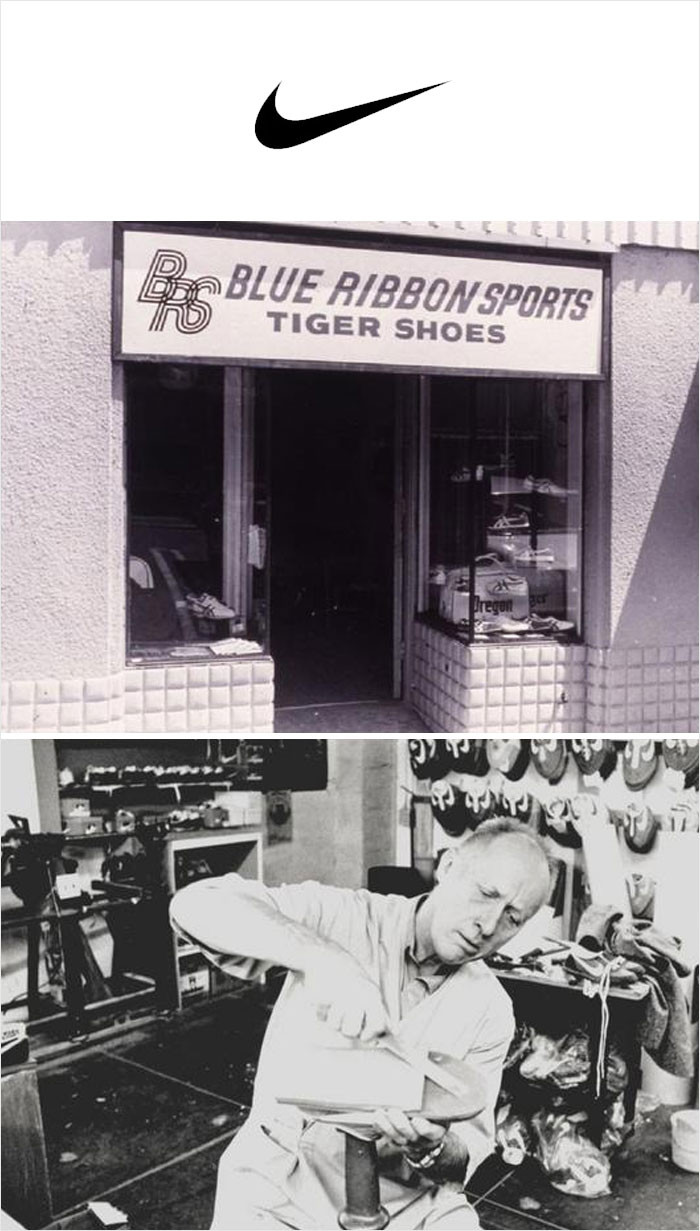 BRS BLUE RIBBON SPORTS
TIGER SHOES
Oregon